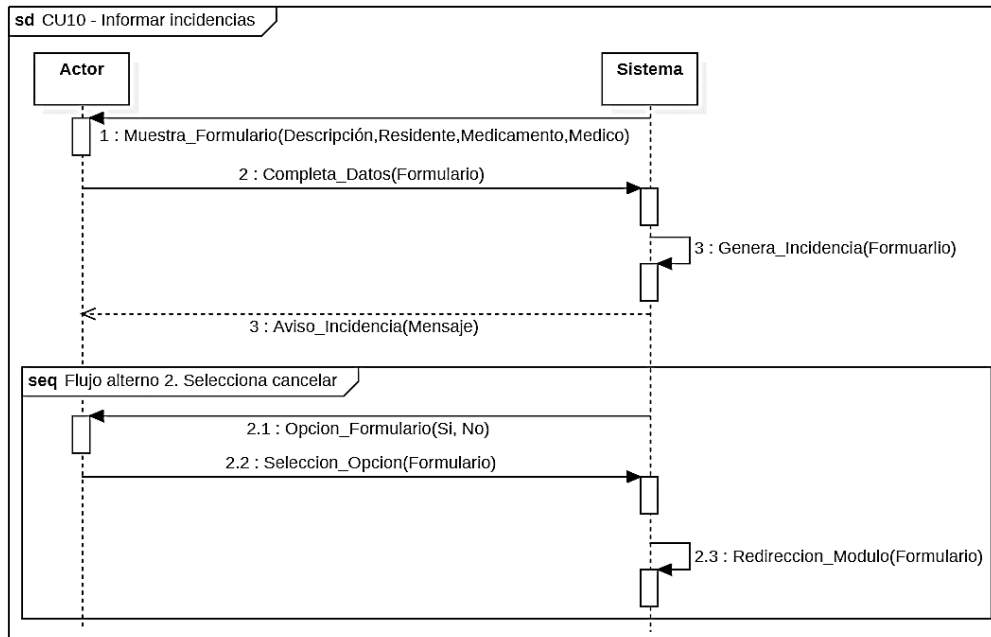 sd CU10 - Informar incidencias
Actor
Sistema
1 : Muestra_Formulario(Descripción,Residente,Medicamento,Medico)
2 : Completa_Datos(Formulario)
3 : Genera_Incidencia(Formuarlio)
3 : Aviso_Incidencia(Mensaje)
seq Flujo alterno 2. Selecciona cancelar
2.1 : Opcion_Formulario(Si, No)
2.2 : Seleccion_Opcion(Formulario)
2.3 : Redireccion_Modulo(Formulario)